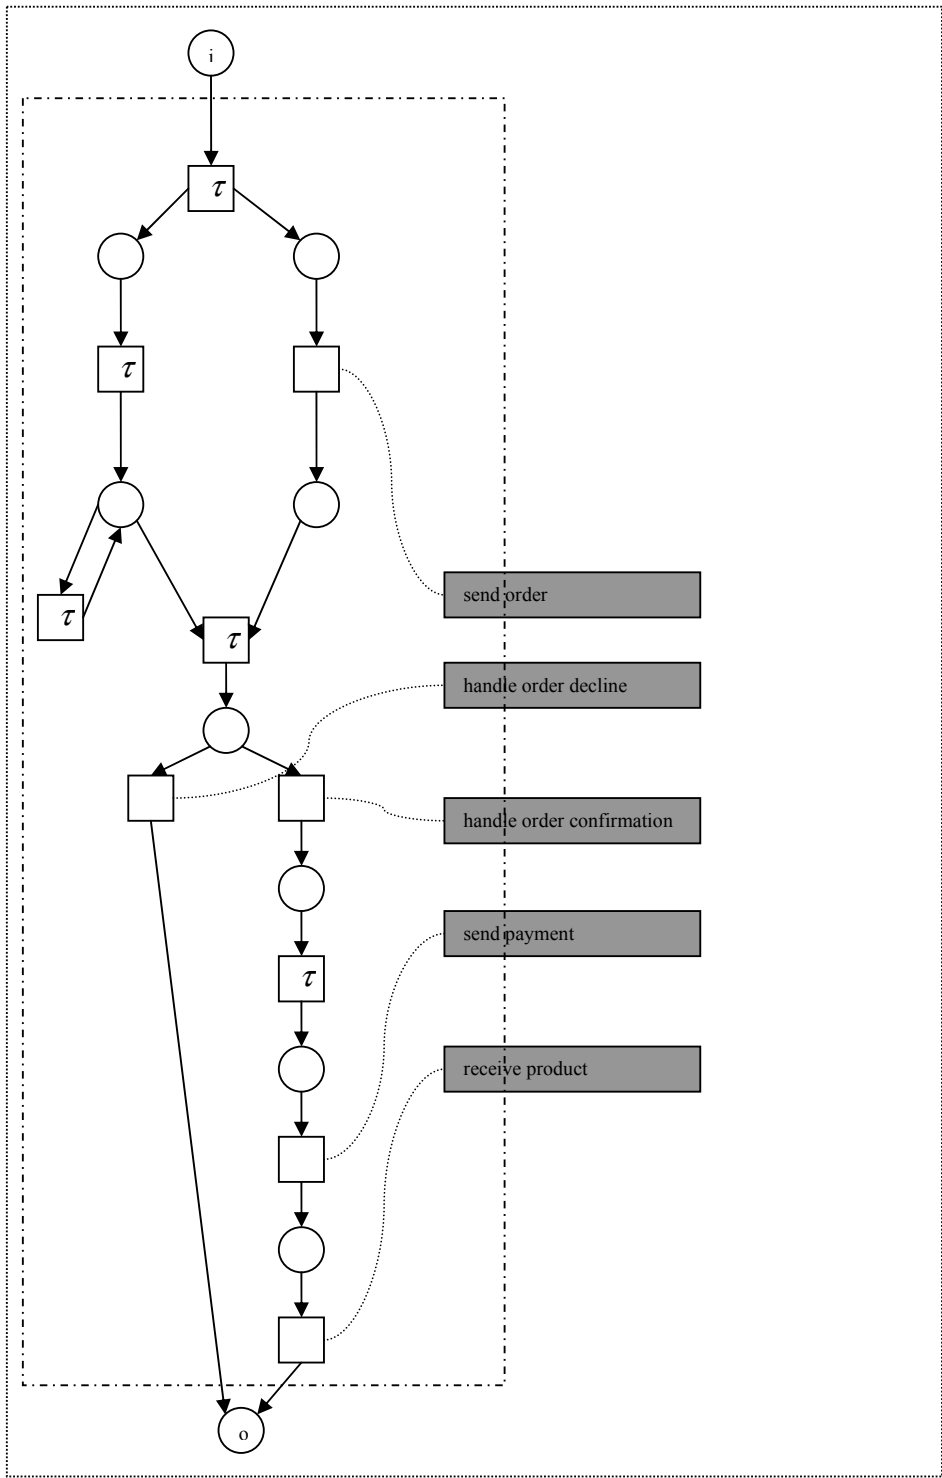 i
τ
τ
τ
τ
send order
handle order decline
handle order confirmation
send payment
τ
receive product
o